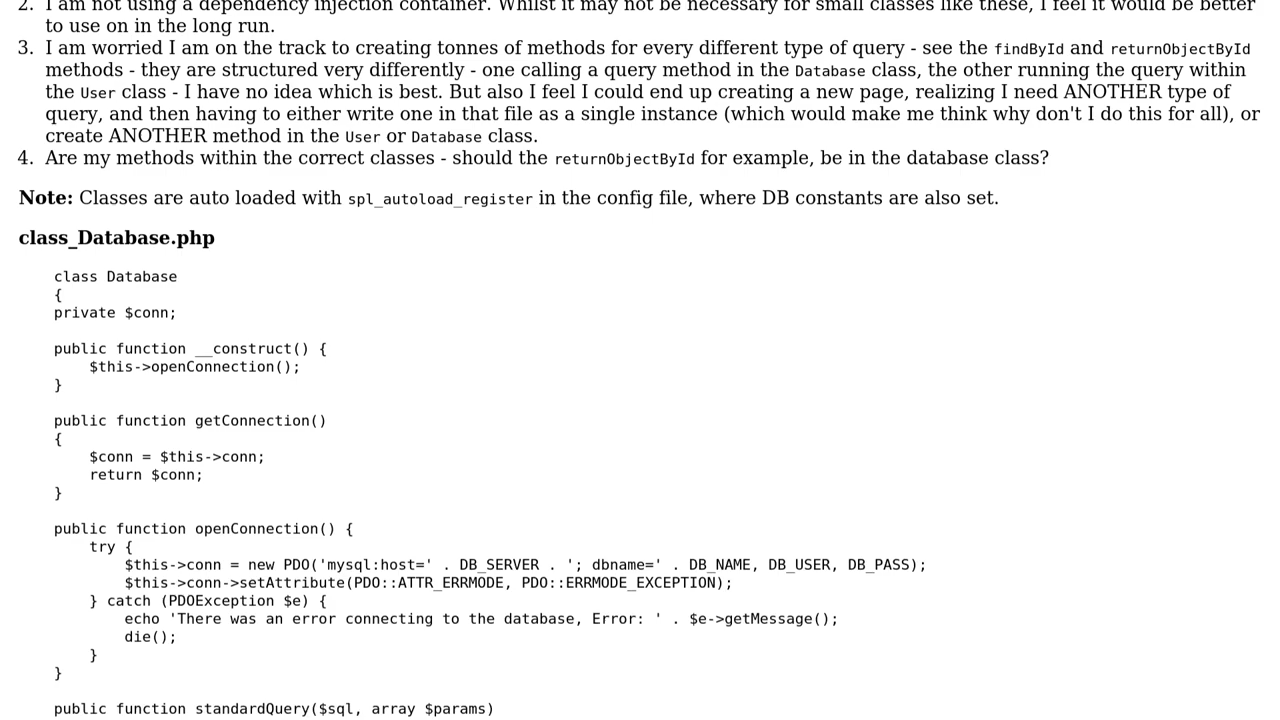 2. I am not using a dependency injection container. Whilst it may not be necessary for small classes like these, I feel it would be better
to use on in the long run.
3. I am worried I am on the track to creating tonnes of methods for every different type of query - see the findById and returnObjectById
methods - they are structured very differently - one calling a query method in the Database class, the other running the query within
the User class - I have no idea which is best. But also I feel I could end up creating a new page, realizing I need ANOTHER type of
query, and then having to either write one in that file as a single instance (which would make me think why don't I do this for all), or
create ANOTHER method in the User or Database class.
4. Are my methods within the correct classes - should the returnObjectById for example, be in the database class?
Note: Classes are auto loaded with spl_autoload_register in the config file, where DB constants are also set.
class_Database.php
class Database
{
private $conn;
public function __construct() {
$this->openConnection();
}
public function getConnection()
{
$conn = $this->conn;
return $conn;
}
public function openConnection() {
try {
$this->conn = new PDO('mysql:host=' . DB_SERVER . '; dbname=' . DB_NAME, DB_USER, DB_PASS);
$this->conn->setAttribute(PDO::ATTR_ERRMODE, PDO::ERRMODE_EXCEPTION);
} catch (PDOException $e) {
echo 'There was an error connecting to the database, Error: ' . $e->getMessage();
die();
}
}
public function standardQuery($sql, array $params)